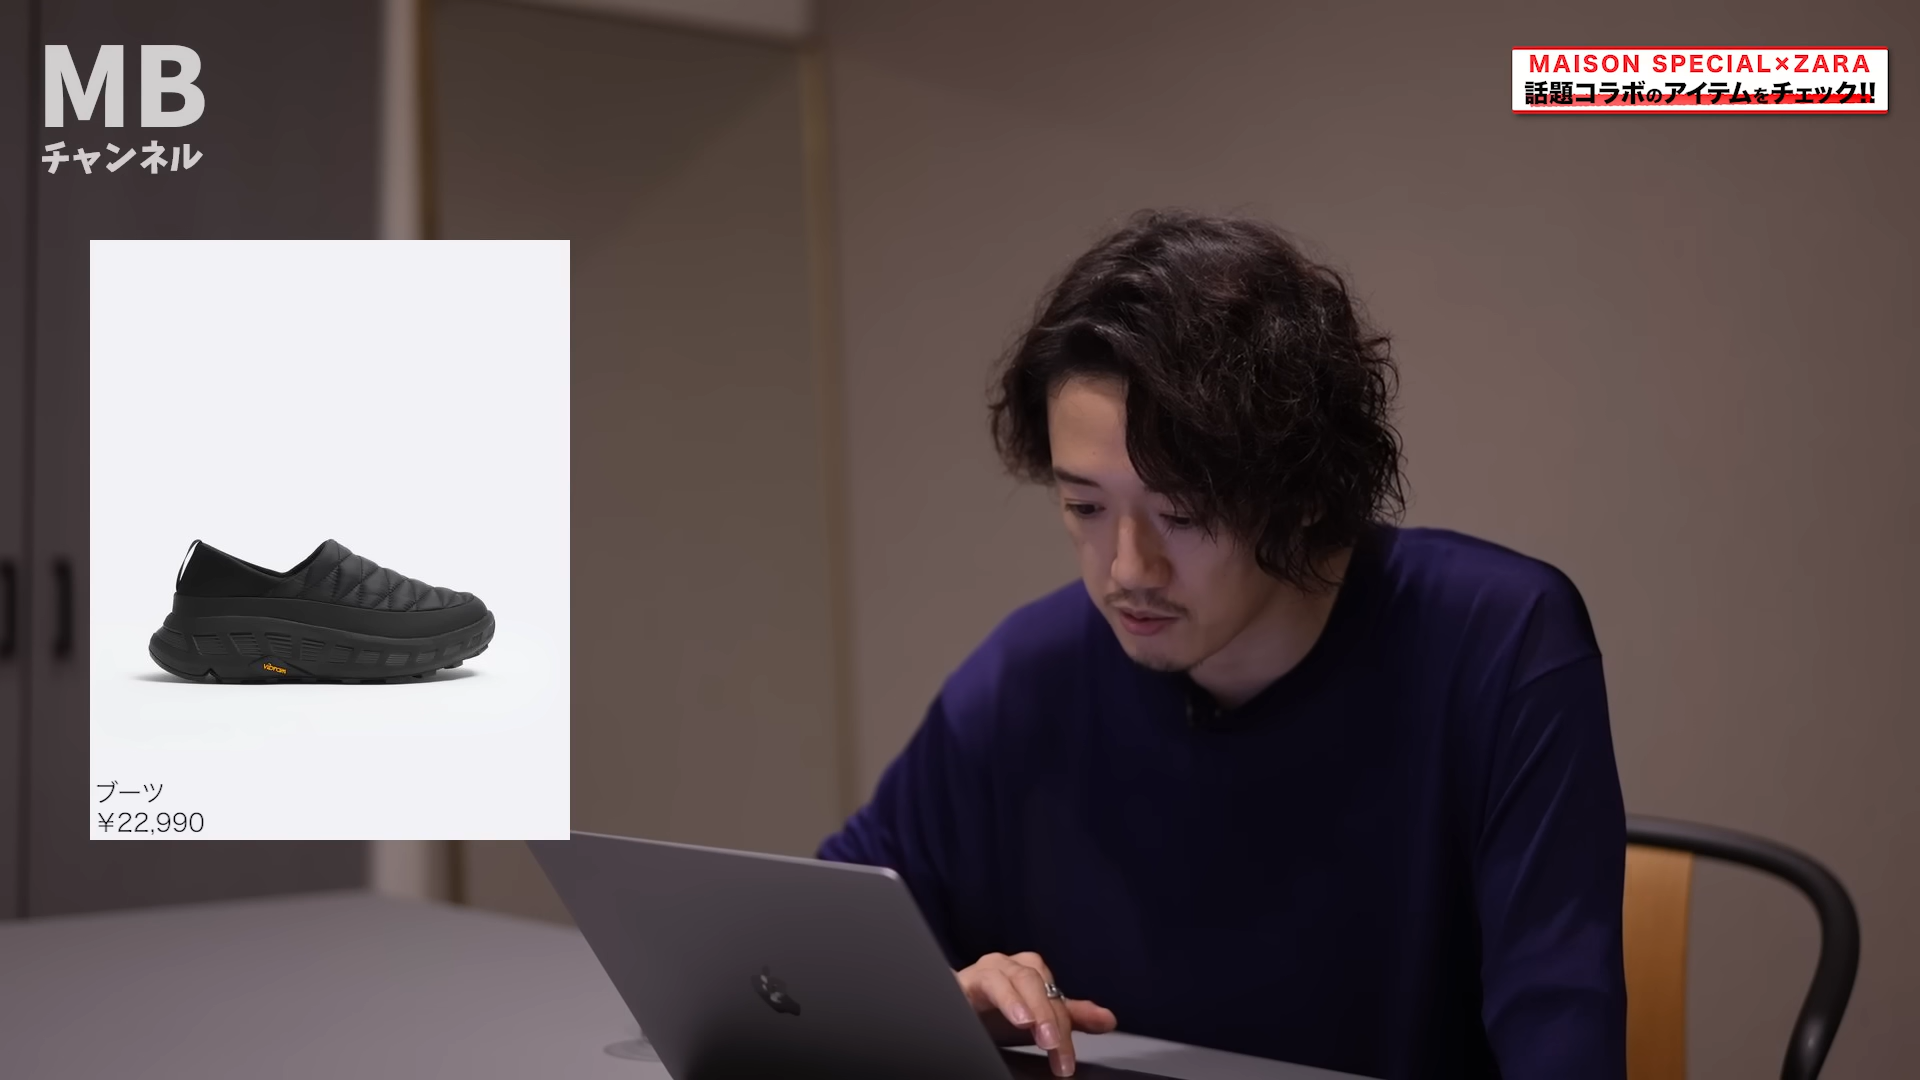 MB
チャンネル
MAISON SPECIAL×ZARA
話題コラボのアイテムをチェック!!
vibram
ブーツ
¥22,990